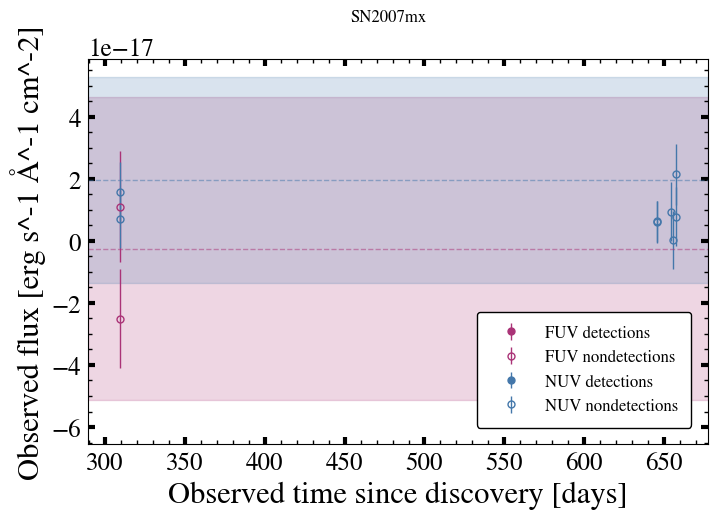 SN2007mx
1e−17
Observed flux [erg s^-1 Å^-1 cm^-2]
4
2
0
−2
−4
−6
FUV detections
FUV nondetections
NUV detections
NUV nondetections
300 350 400 450 500 550 600 650
Observed time since discovery [days]